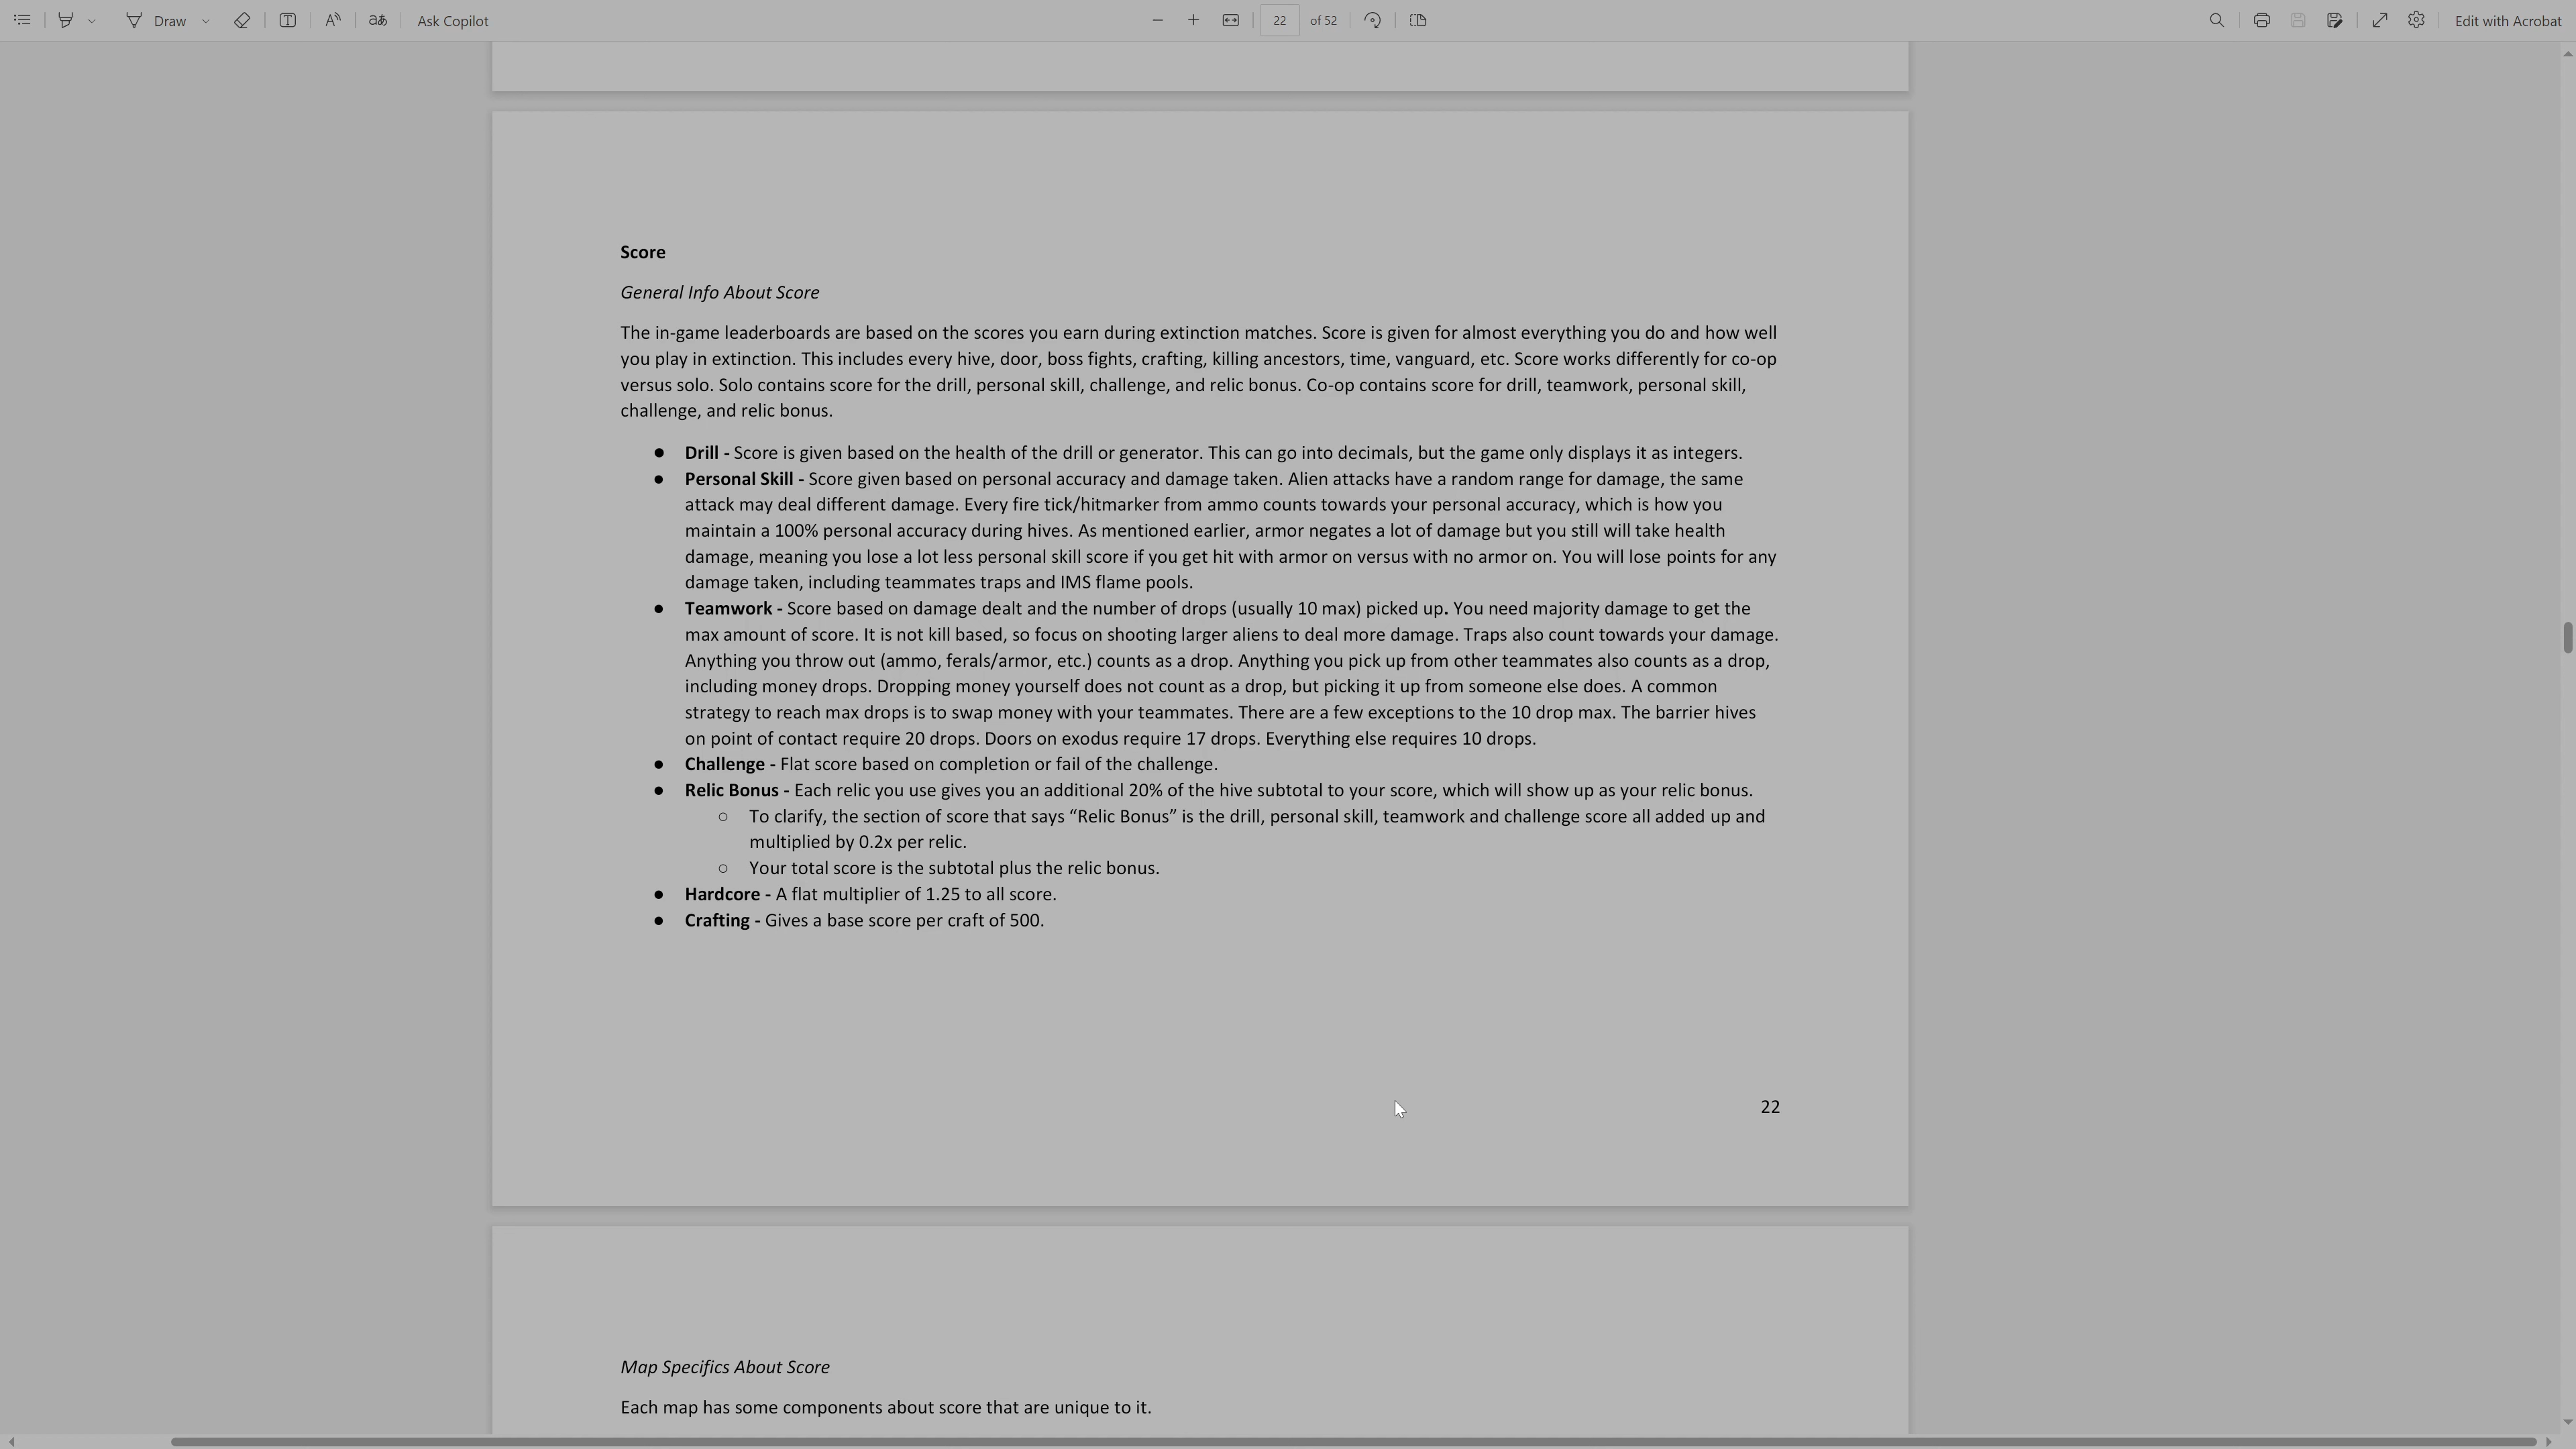 Draw
Ask Copilot
22
of 52
Edit with Acrobat
Score
General Info About Score
The in-game leaderboards are based on the scores you earn during extinction matches. Score is given for almost everything you do and how well
you play in extinction. This includes every hive, door, boss fights, crafting, killing ancestors, time, vanguard, etc. Score works differently for co-op
versus solo. Solo contains score for the drill, personal skill, challenge, and relic bonus. Co-op contains score for drill, teamwork, personal skill,
challenge, and relic bonus.
● Drill - Score is given based on the health of the drill or generator. This can go into decimals, but the game only displays it as integers.
● Personal Skill - Score given based on personal accuracy and damage taken. Alien attacks have a random range for damage, the same
attack may deal different damage. Every fire tick/hitmarker from ammo counts towards your personal accuracy, which is how you
maintain a 100% personal accuracy during hives. As mentioned earlier, armor negates a lot of damage but you still will take health
damage, meaning you lose a lot less personal skill score if you get hit with armor on versus with no armor on. You will lose points for any
damage taken, including teammates traps and IMS flame pools.
● Teamwork - Score based on damage dealt and the number of drops (usually 10 max) picked up. You need majority damage to get the
max amount of score. It is not kill based, so focus on shooting larger aliens to deal more damage. Traps also count towards your damage.
Anything you throw out (ammo, ferals/armor, etc.) counts as a drop. Anything you pick up from other teammates also counts as a drop,
including money drops. Dropping money yourself does not count as a drop, but picking it up from someone else does. A common
strategy to reach max drops is to swap money with your teammates. There are a few exceptions to the 10 drop max. The barrier hives
on point of contact require 20 drops. Doors on exodus require 17 drops. Everything else requires 10 drops.
● Challenge - Flat score based on completion or fail of the challenge.
● Relic Bonus - Each relic you use gives you an additional 20% of the hive subtotal to your score, which will show up as your relic bonus.
○ To clarify, the section of score that says “Relic Bonus” is the drill, personal skill, teamwork and challenge score all added up and
multiplied by 0.2x per relic.
○ Your total score is the subtotal plus the relic bonus.
● Hardcore - A flat multiplier of 1.25 to all score.
● Crafting - Gives a base score per craft of 500.
22
Map Specifics About Score
Each map has some components about score that are unique to it.